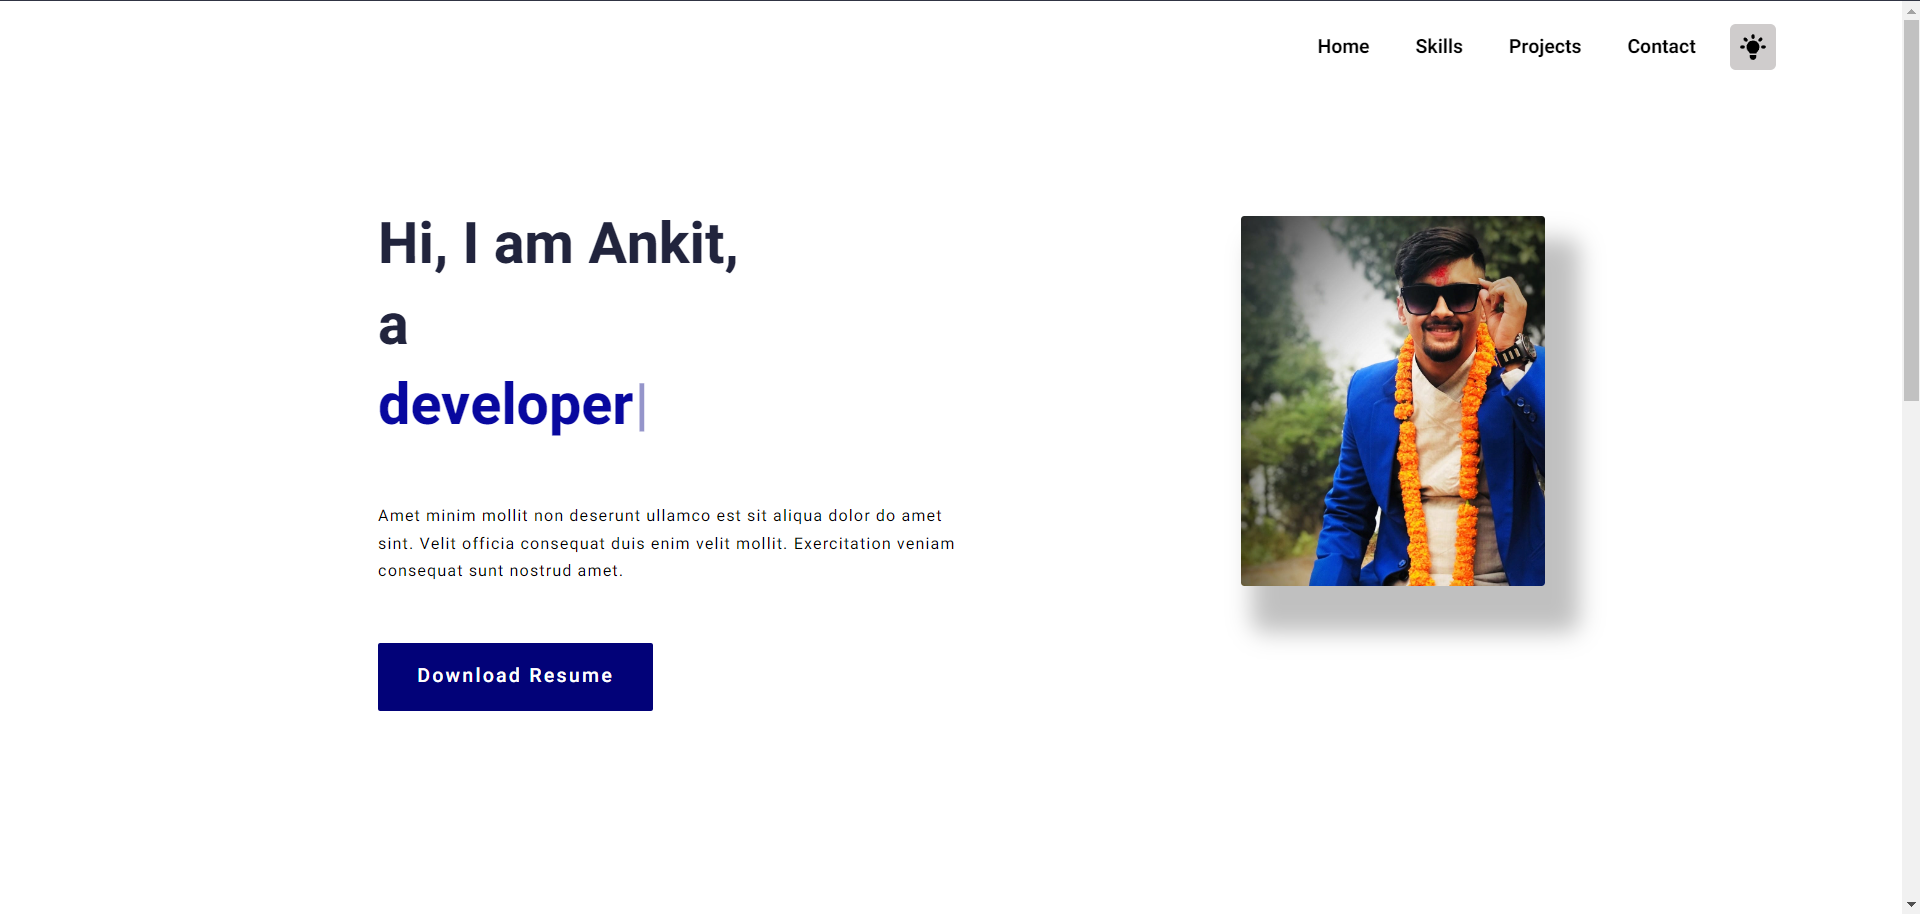 Home Skills Projects Contact
Hi, I am Ankit,
a
developer
Amet minim mollit non deserunt ullamco est sit aliqua dolor do amet
sint. Velit officia consequat duis enim velit mollit. Exercitation veniam
consequat sunt nostrud amet.
Download Resume